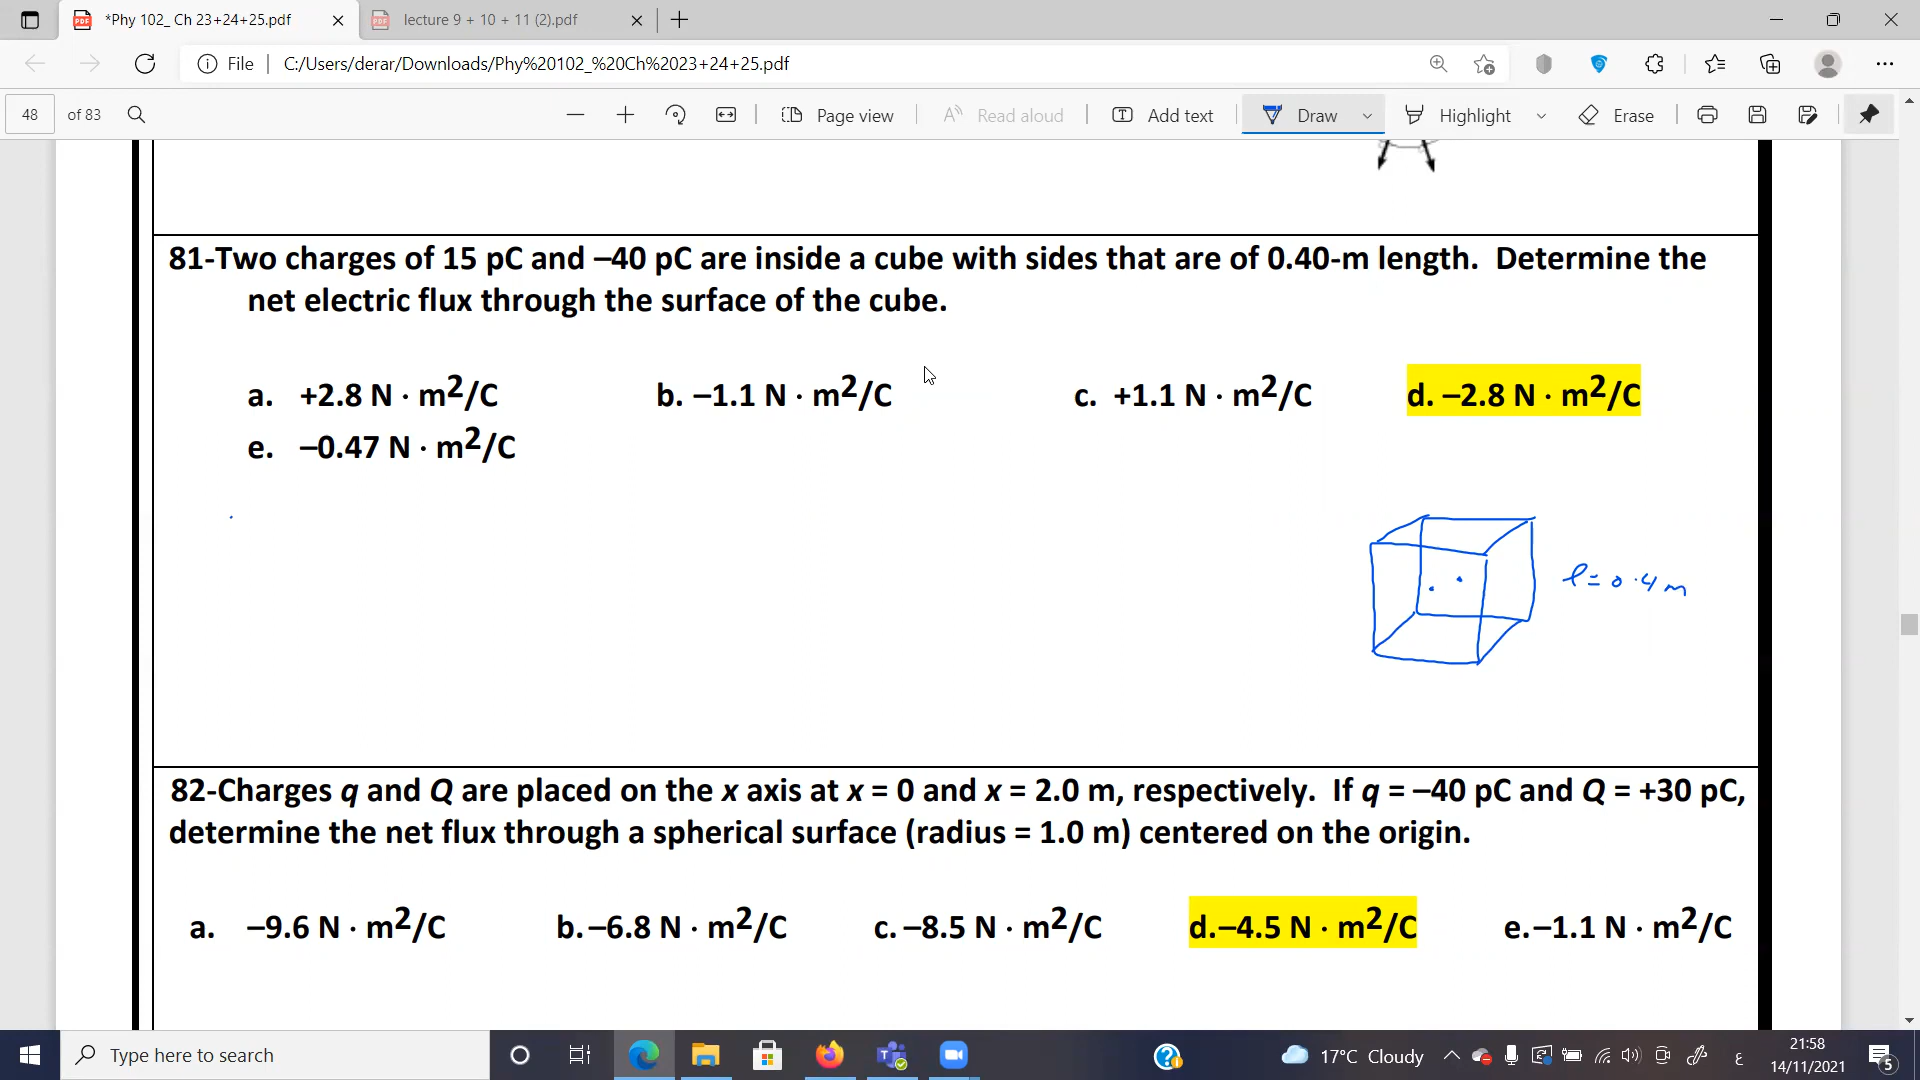 *Phy 102_ Ch 23+24+25.pdf
lecture 9 + 10 + 11 (2).pdf
File
C:/Users/derar/Downloads/Phy%20102_%20Ch%2023+24+25.pdf
48 of 83
Page view
Read aloud
Add text
Draw
Highlight
Erase
81-Two charges of 15 pC and –40 pC are inside a cube with sides that are of 0.40-m length. Determine the
net electric flux through the surface of the cube.
a. +2.8 N · m2/C b. –1.1 N · m2/C c. +1.1 N · m2/C d. –2.8 N · m2/C
e. –0.47 N · m2/C
l = 0.4 m
82-Charges q and Q are placed on the x axis at x = 0 and x = 2.0 m, respectively. If q = –40 pC and Q = +30 pC,
determine the net flux through a spherical surface (radius = 1.0 m) centered on the origin.
a. –9.6 N · m2/C b.–6.8 N · m2/C c.–8.5 N · m2/C d.–4.5 N · m2/C e.–1.1 N · m2/C
Type here to search
17°C Cloudy
ع
21:58
14/11/2021
5